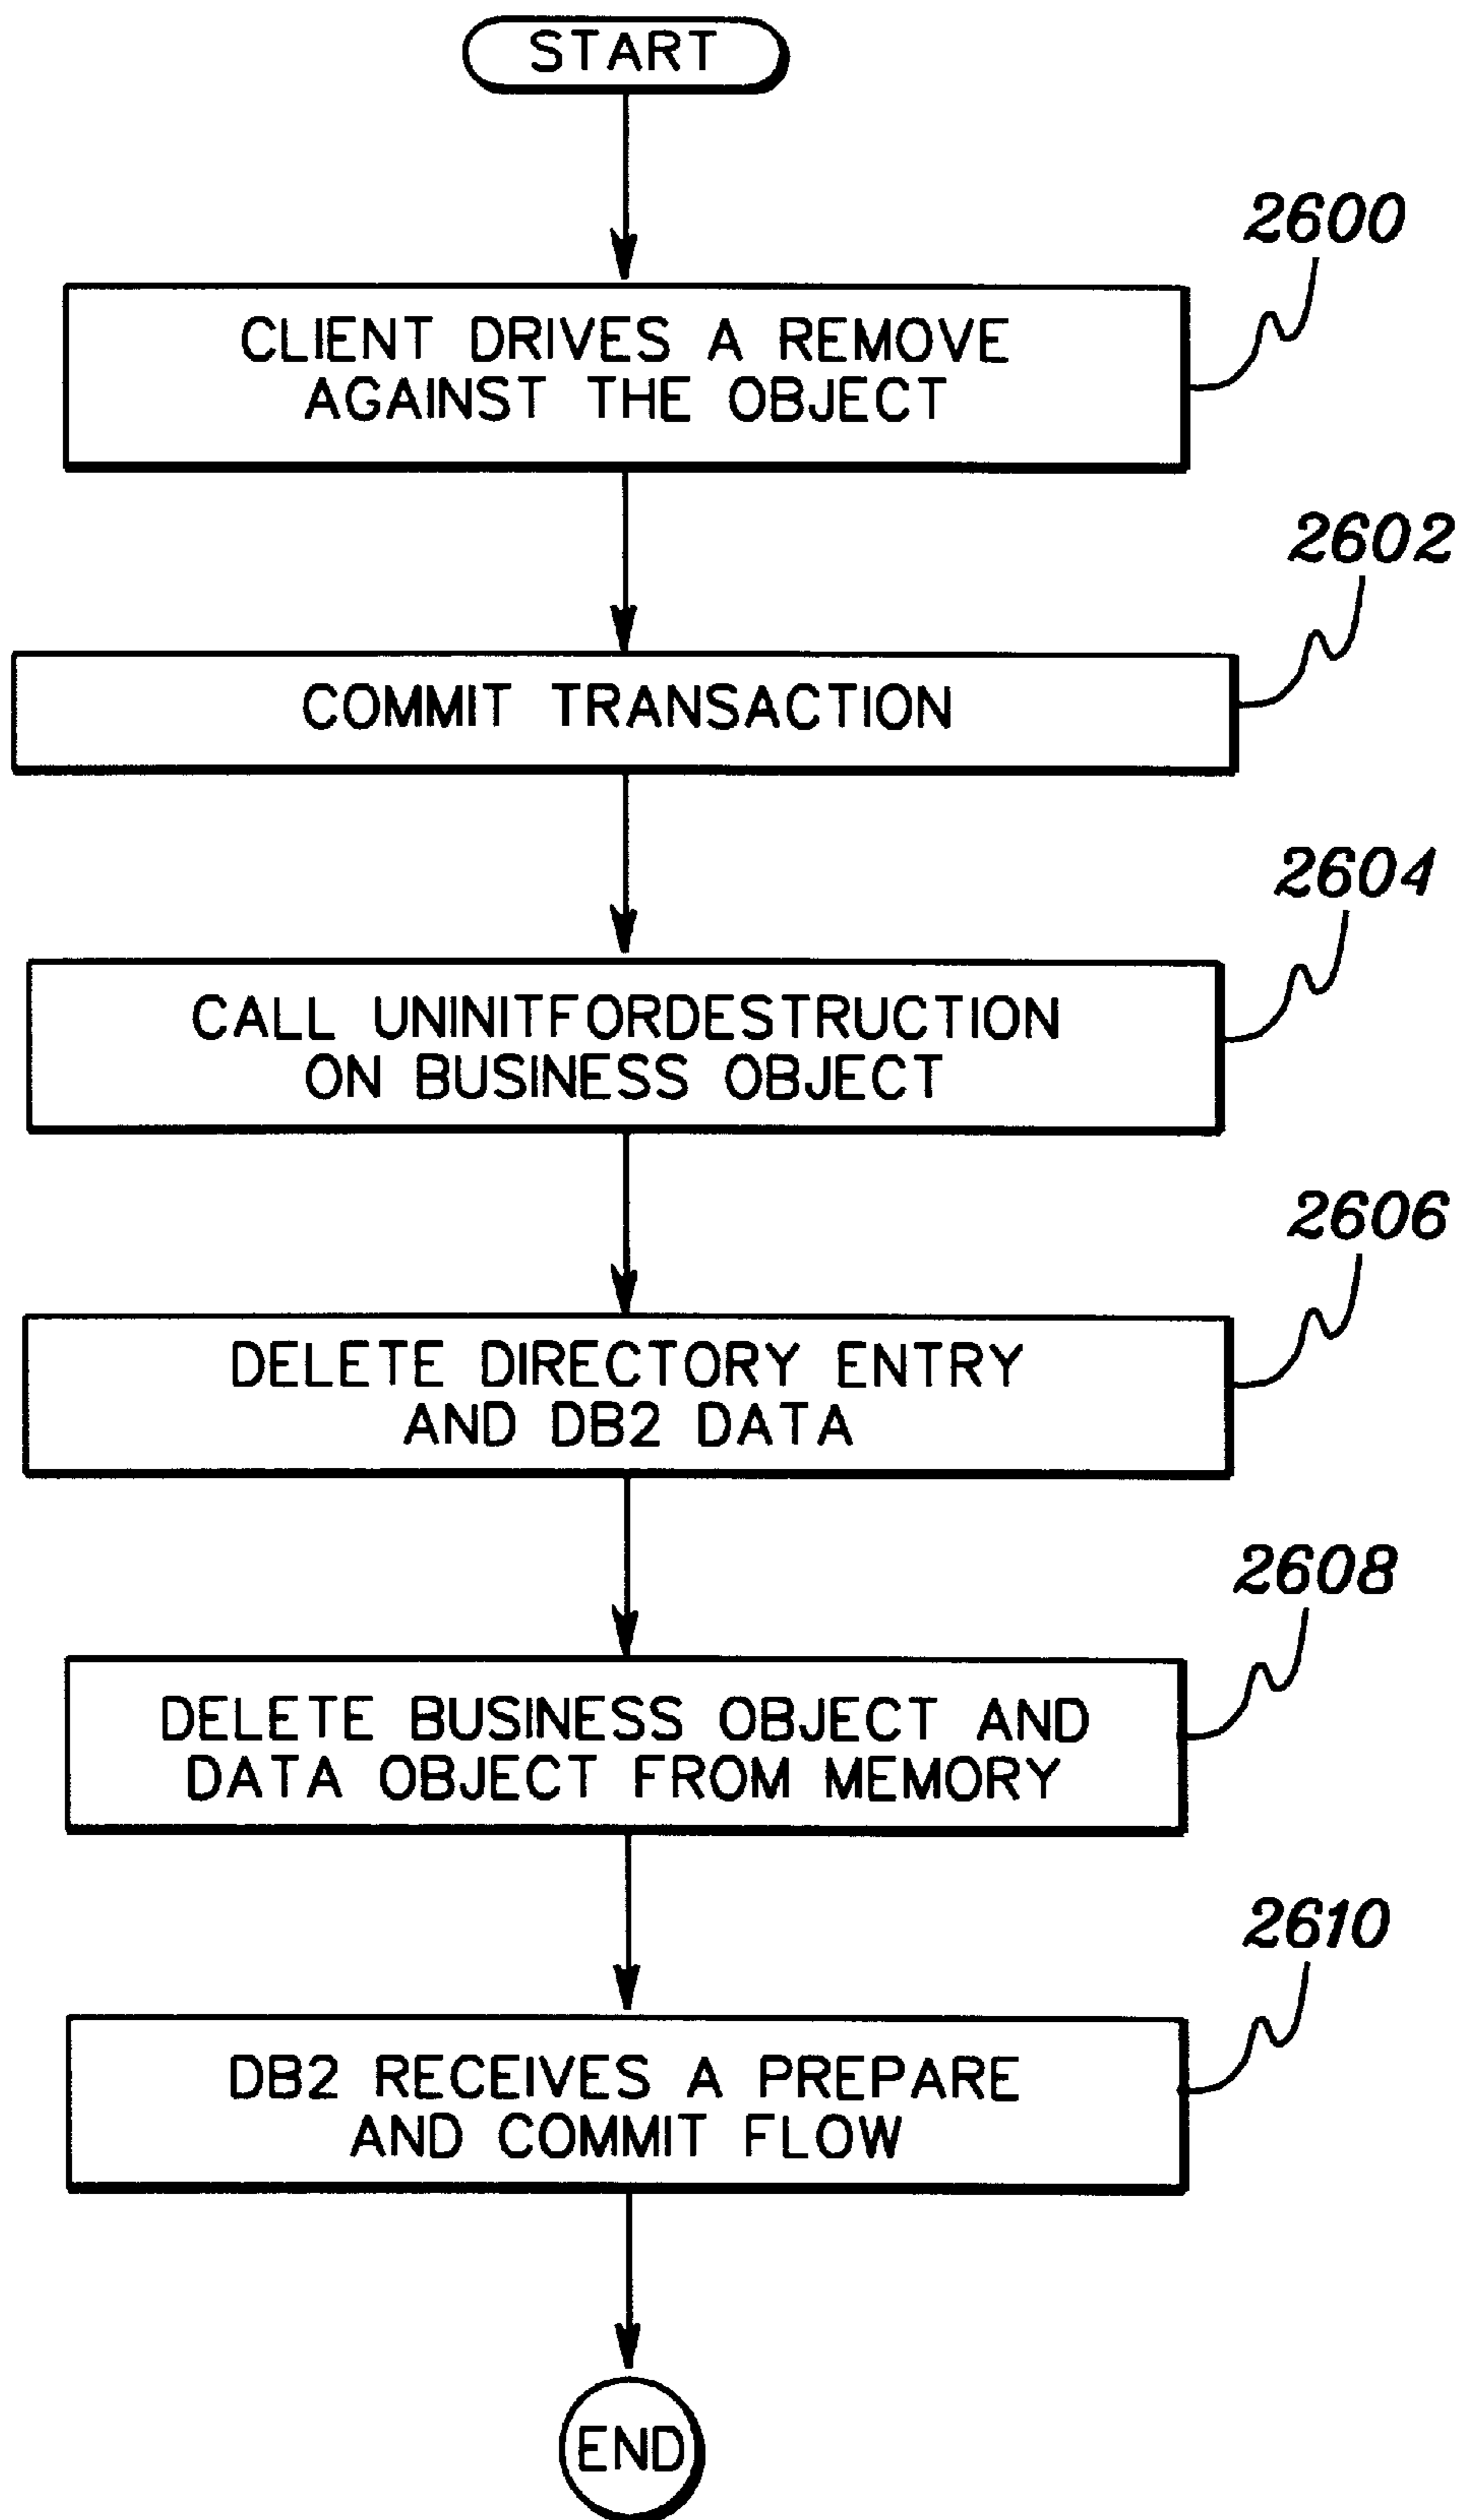 START
2600
CLIENT DRIVES A REMOVE
AGAINST THE OBJECT
2602
COMMIT TRANSACTION
2604
CALL UNINITFORDESTRUCTION
ON BUSINESS OBJECT
2606
DELETE DIRECTORY ENTRY
AND DB2 DATA
2608
DELETE BUSINESS OBJECT AND
DATA OBJECT FROM MEMORY
2610
DB2 RECEIVES A PREPARE
AND COMMIT FLOW
END